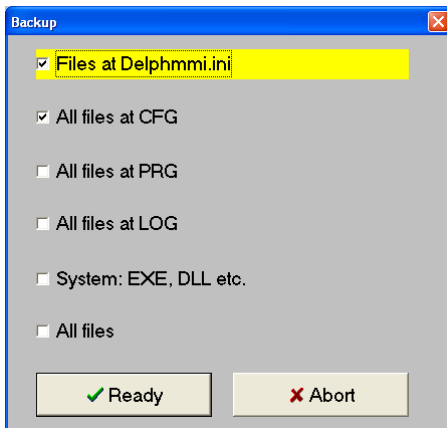 Backup
Files at Delphmmi.ini
All files at CFG
All files at PRG
All files at LOG
System: EXE, DLL etc.
All files
Ready
Abort